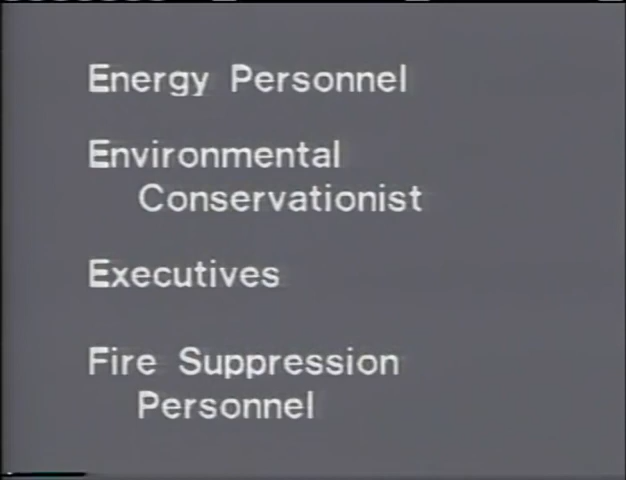 Energy Personnel
Environmental
Conservationist
Executives
Fire Suppression
Personnel